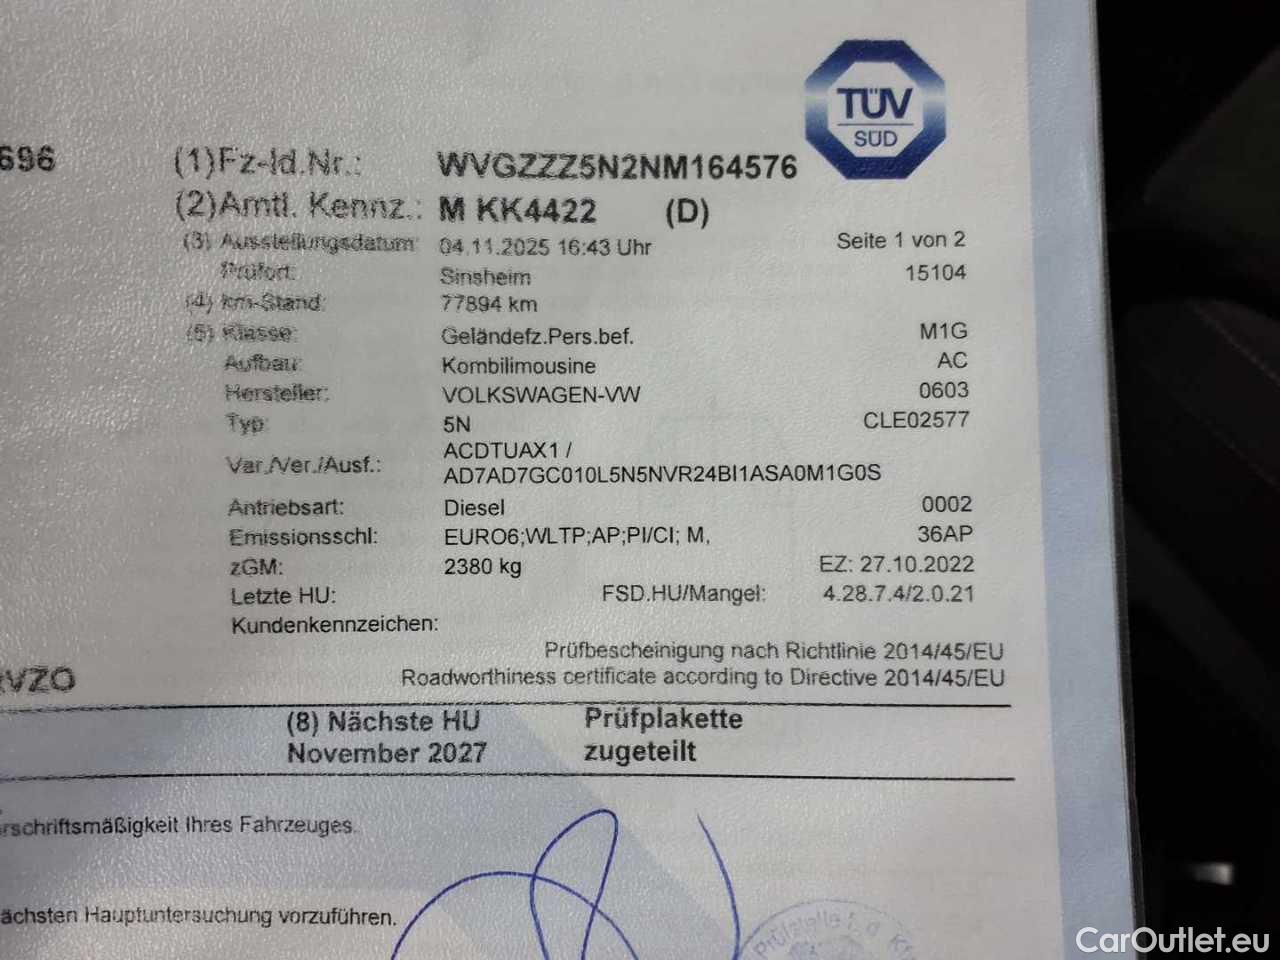 TÜV
SÜD
696
(1)Fz-Id.Nr.: WVGZZZ5N2NM164576
(2)Amtl. Kennz.: M KK4422 (D)
(3) Ausstellungsdatum: 04.11.2025 16:43 Uhr Seite 1 von 2
Prüfort: Sinsheim 15104
(4) km-Stand: 77894 km
(5) Klasse: Geländefz.Pers.bef. M1G
Aufbau: Kombilimousine AC
Hersteller: VOLKSWAGEN-VW 0603
Typ: 5N CLE02577
Var./Ver./Ausf.: ACDTUAX1 /
AD7AD7GC010L5N5NVR24BI1ASA0M1G0S
Antriebsart: Diesel 0002
Emissionsschl: EURO6;WLTP;AP;PI/CI; M, 36AP
zGM: 2380 kg EZ: 27.10.2022
Letzte HU: FSD.HU/Mangel: 4.28.7.4/2.0.21
Kundenkennzeichen:
Prüfbescheinigung nach Richtlinie 2014/45/EU
Roadworthiness certificate according to Directive 2014/45/EU
VZO
(8) Nächste HU Prüfplakette
November 2027 zugeteilt
rschriftsmäßigkeit Ihres Fahrzeuges.
ächsten Hauptuntersuchung vorzuführen.
Prüfstelle f. d. Kf
CarOutlet.eu